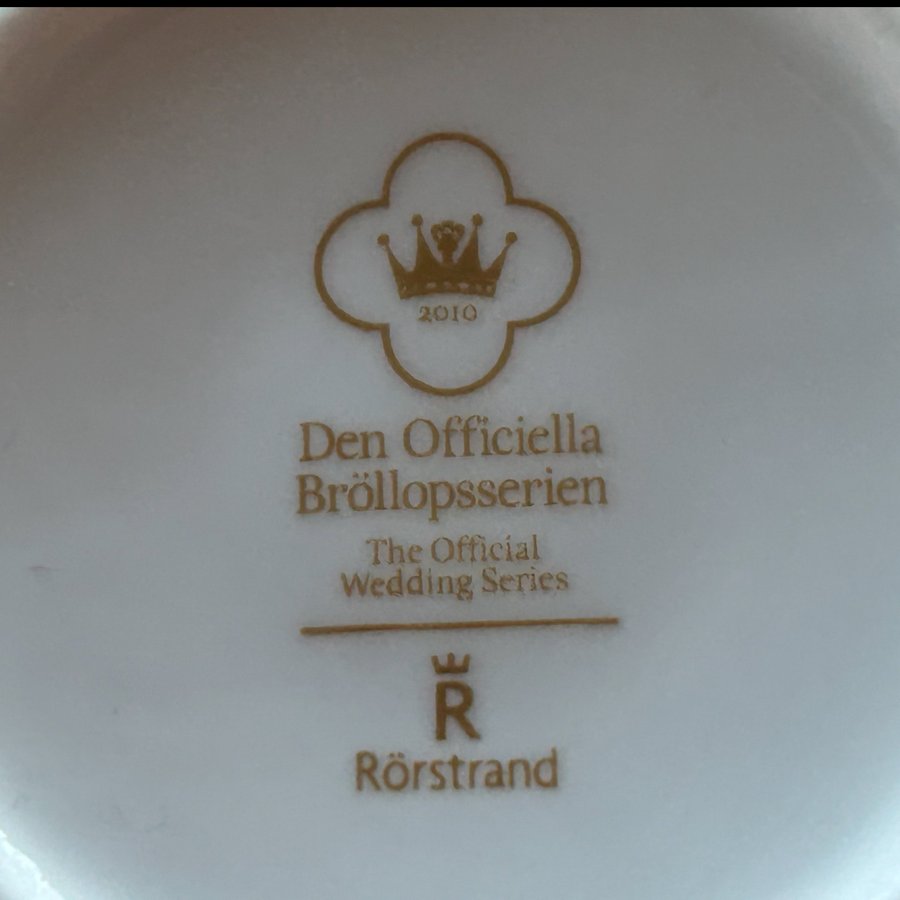 2010
Den Officiella
Bröllopsserien
The Official
Wedding Series
R
Rörstrand